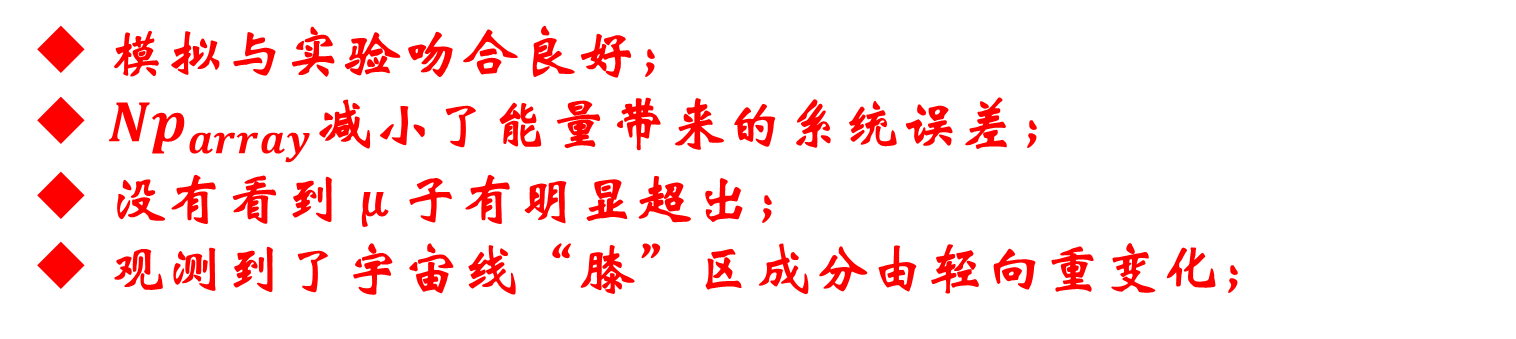 ◆ 模拟与实验吻合良好；
◆ Np_array减小了能量带来的系统误差；
◆ 没有看到μ子有明显超出；
◆ 观测到了宇宙线“膝”区成分由轻向重变化；